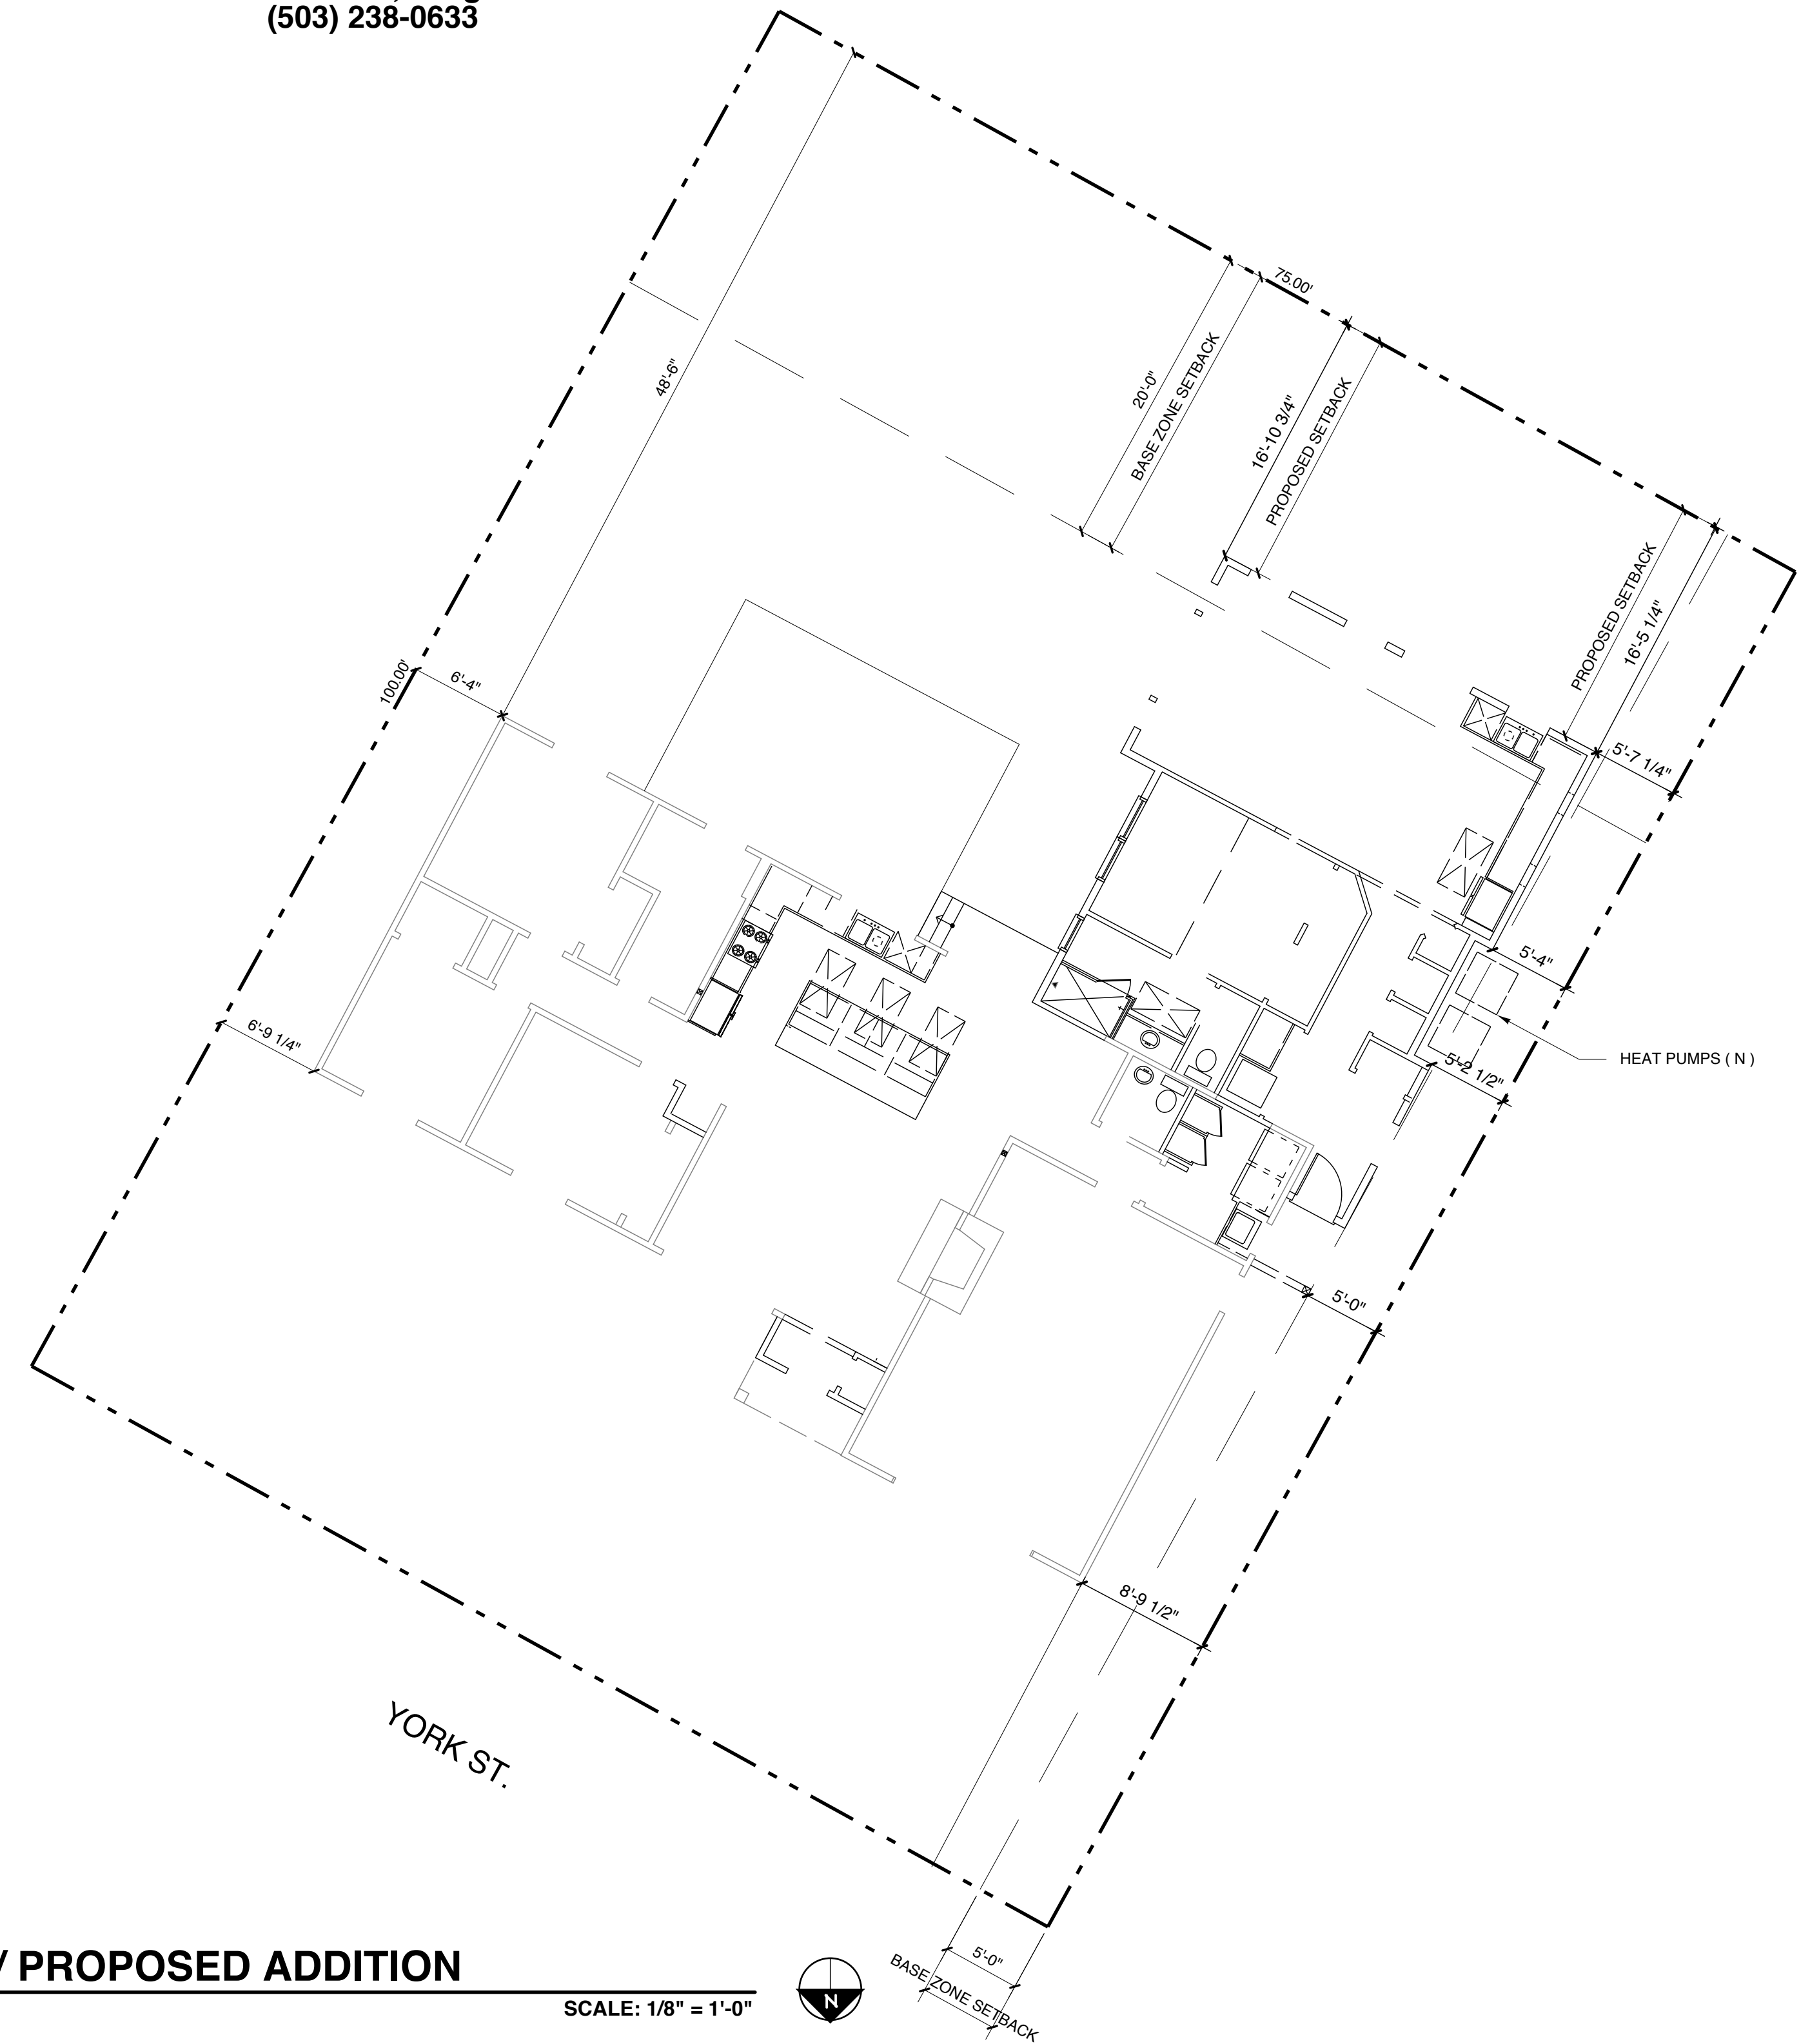 (503) 238-0633
75.00'
48'-6"
20'-0"
BASE ZONE SETBACK
16'-10 3/4"
PROPOSED SETBACK
PROPOSED SETBACK
16'-5 1/4"
100.00'
6'-4"
5'-7 1/4"
5'-4"
6'-9 1/4"
HEAT PUMPS ( N )
5'-2 1/2"
5'-0"
8'-9 1/2"
YORK ST.
5'-0"
BASE ZONE SETBACK
/ PROPOSED ADDITION
SCALE: 1/8" = 1'-0"
N